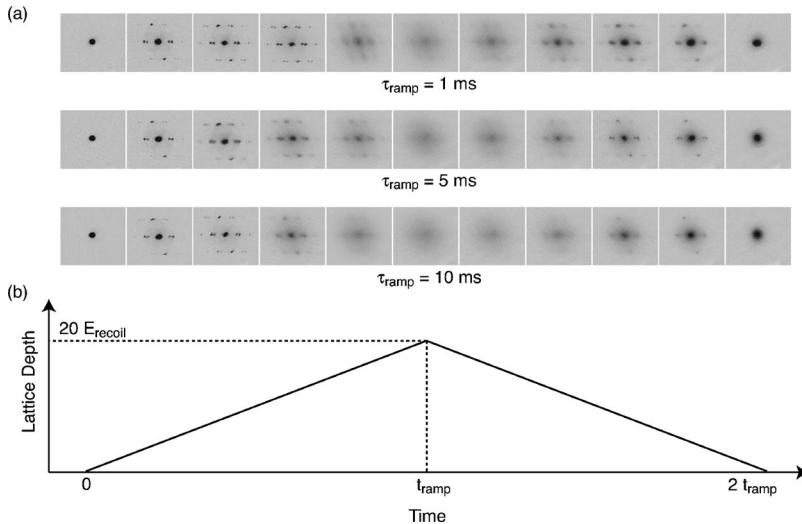 (a)
τramp = 1 ms
τramp = 5 ms
τramp = 10 ms
(b)
20 Erecoil
Lattice Depth
0
tramp
2 tramp
Time